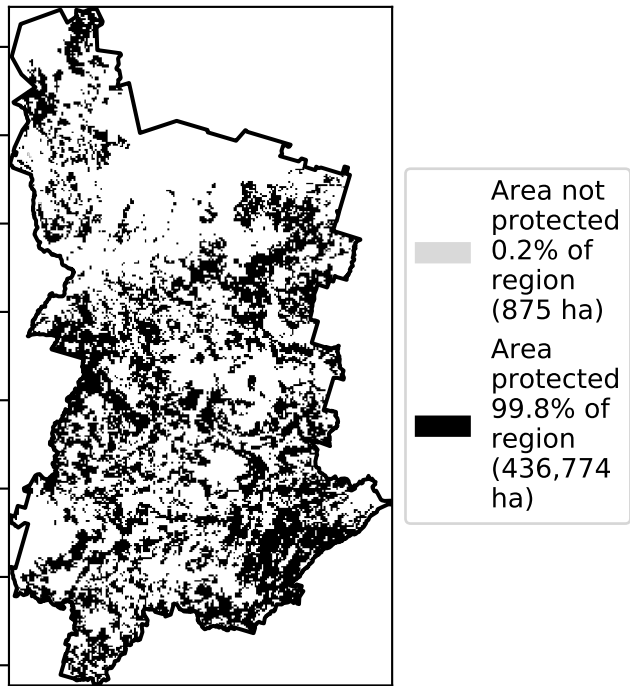 Area not
protected
0.2% of
region
(875 ha)
Area
protected
99.8% of
region
(436,774
ha)